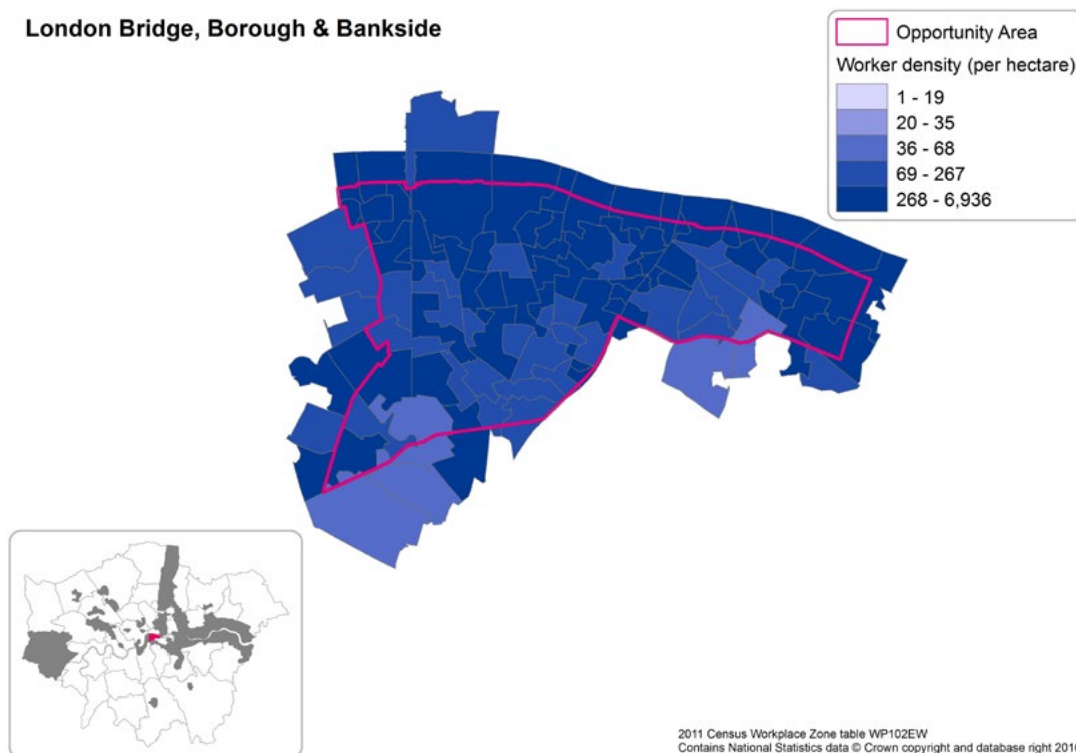 London Bridge, Borough & Bankside
Opportunity Area
Worker density (per hectare)
1 - 19
20 - 35
36 - 68
69 - 267
268 - 6,936
2011 Census Workplace Zone table WP102EW
Contains National Statistics data © Crown copyright and database right